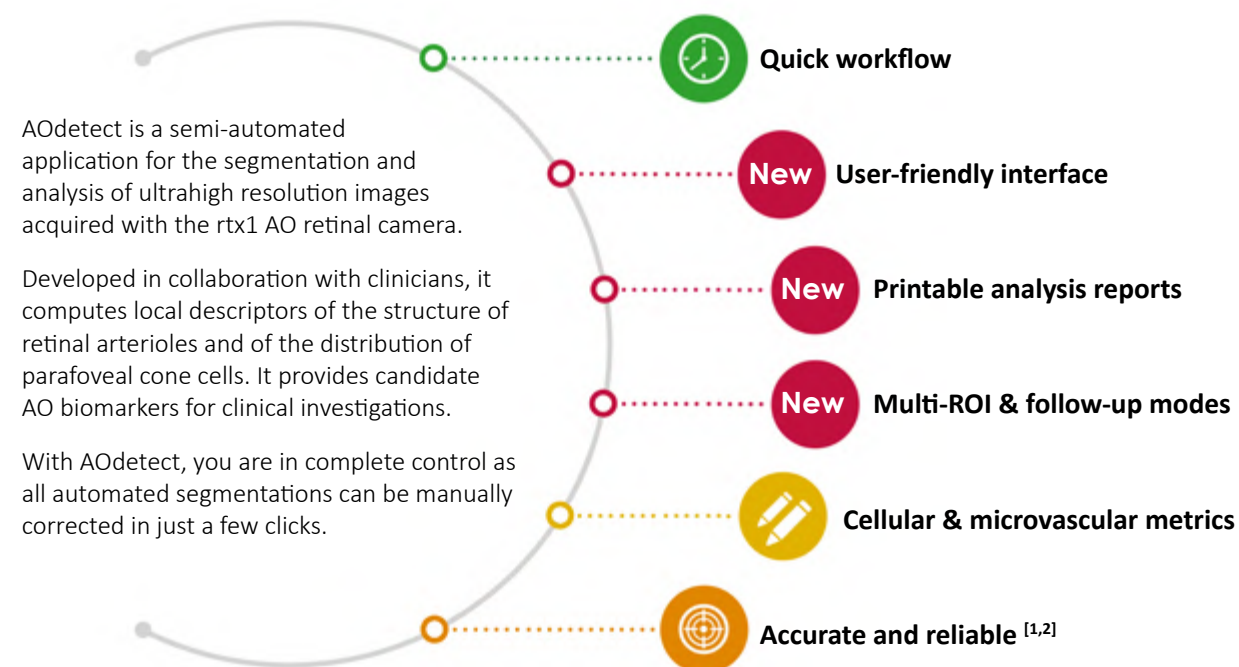 Quick workflow
AOdetect is a semi-automated
application for the segmentation and
analysis of ultrahigh resolution images
acquired with the rtx1 AO retinal camera.
Developed in collaboration with clinicians, it
computes local descriptors of the structure of
retinal arterioles and of the distribution of
parafoveal cone cells. It provides candidate
AO biomarkers for clinical investigations.
With AOdetect, you are in complete control as
all automated segmentations can be manually
corrected in just a few clicks.
New User-friendly interface
New Printable analysis reports
New Multi-ROI & follow-up modes
Cellular & microvascular metrics
Accurate and reliable [1,2]